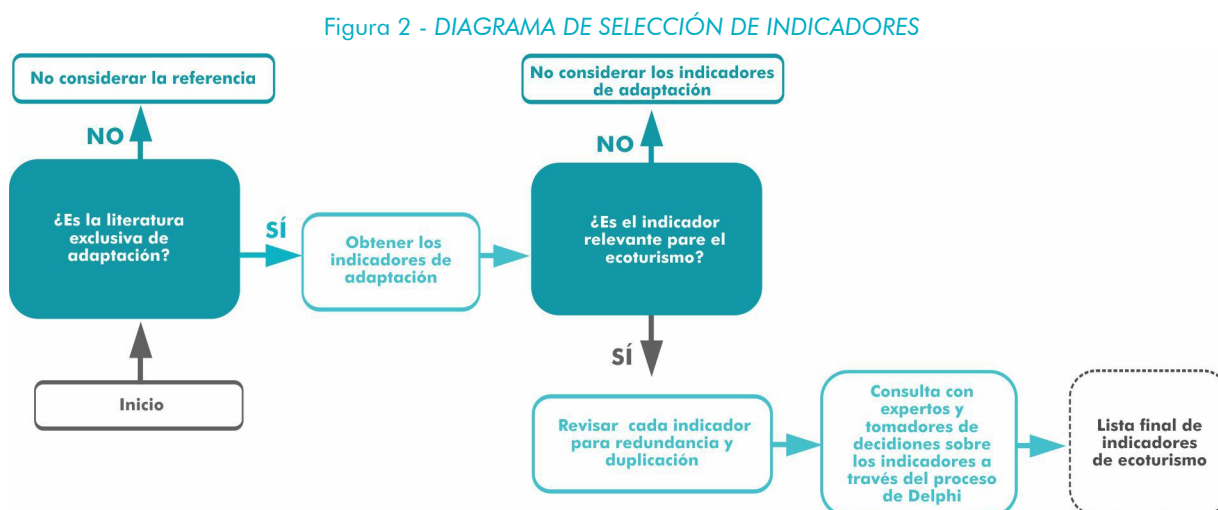 Figura 2 - DIAGRAMA DE SELECCIÓN DE INDICADORES
No considerar la referencia
NO
¿Es la literatura
exclusiva de
adaptación?
Inicio
SÍ
Obtener los
indicadores de
adaptación
No considerar los indicadores
de adaptación
NO
¿Es el indicador
relevante pare el
ecoturismo?
SÍ
Revisar cada indicador
para redundancia y
duplicación
Consulta con
expertos y
tomadores de
decidiones sobre
los indicadores a
través del proceso
de Delphi
Lista final de
indicadores
de ecoturismo